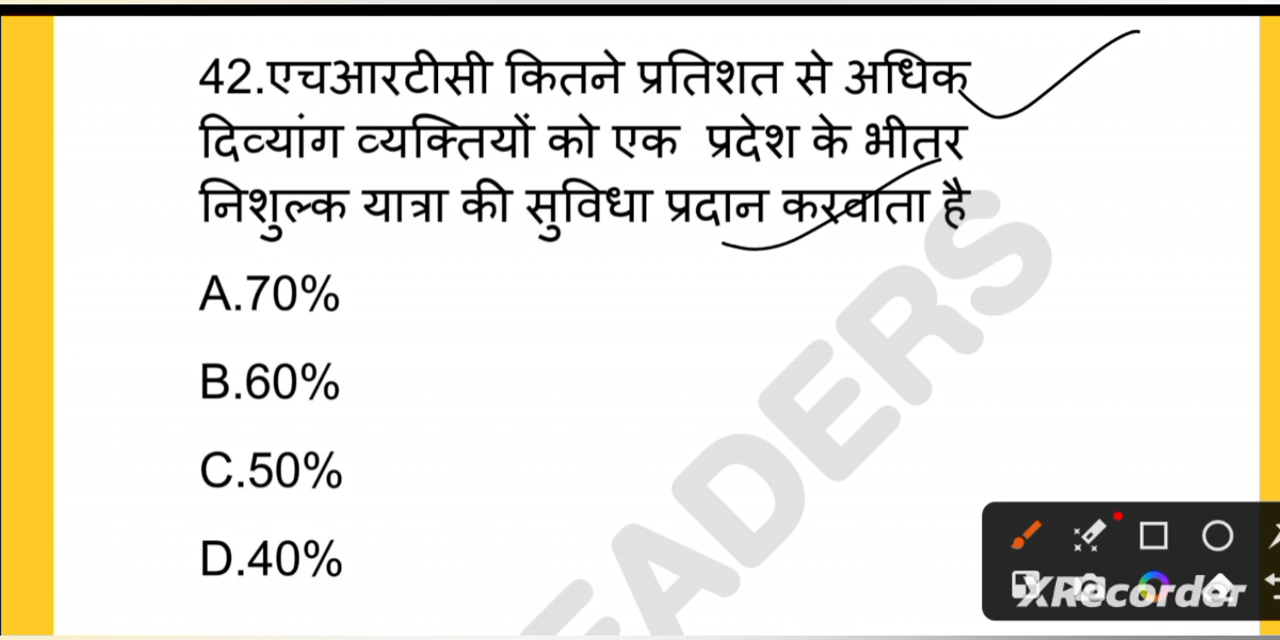 42.एचआरटीसी कितने प्रतिशत से अधिक
दिव्यांग व्यक्तियों को एक प्रदेश के भीतर
निशुल्क यात्रा की सुविधा प्रदान करवाता है
A.70%
B.60%
C.50%
D.40%
EADERS
XRecorder